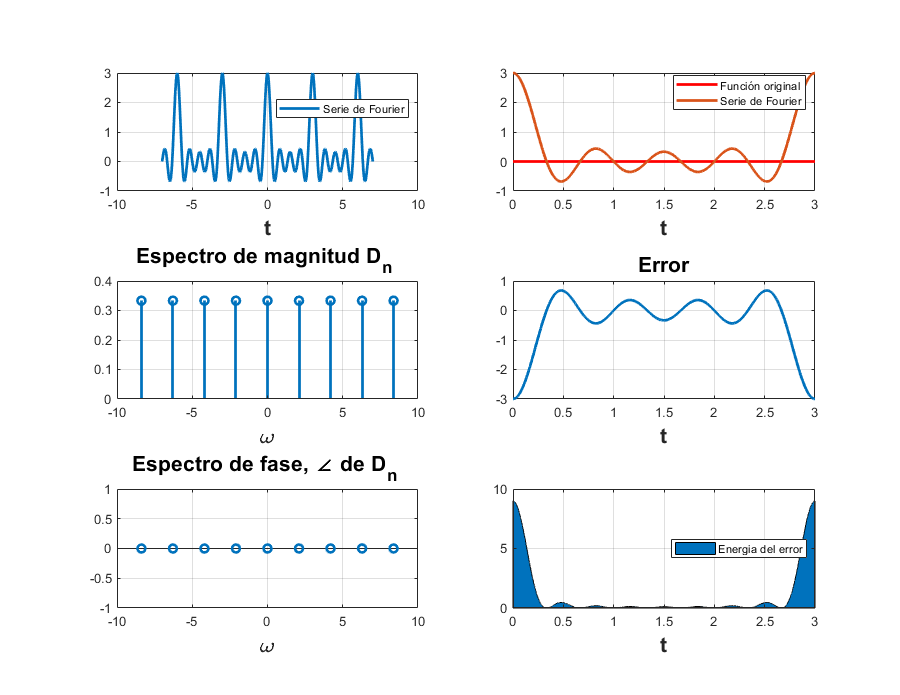 3
2
1
0
-1
Serie de Fourier
-10 -5 0 5 10
t
3
2
1
0
-1
Función original
Serie de Fourier
0 0.5 1 1.5 2 2.5 3
t
Espectro de magnitud Dn
0.4
0.3
0.2
0.1
0
-10 -5 0 5 10
ω
Error
1
0
-1
-2
-3
0 0.5 1 1.5 2 2.5 3
t
Espectro de fase, ∠ de Dn
1
0.5
0
-0.5
-1
-10 -5 0 5 10
ω
10
5
0
Energia del error
0 0.5 1 1.5 2 2.5 3
t